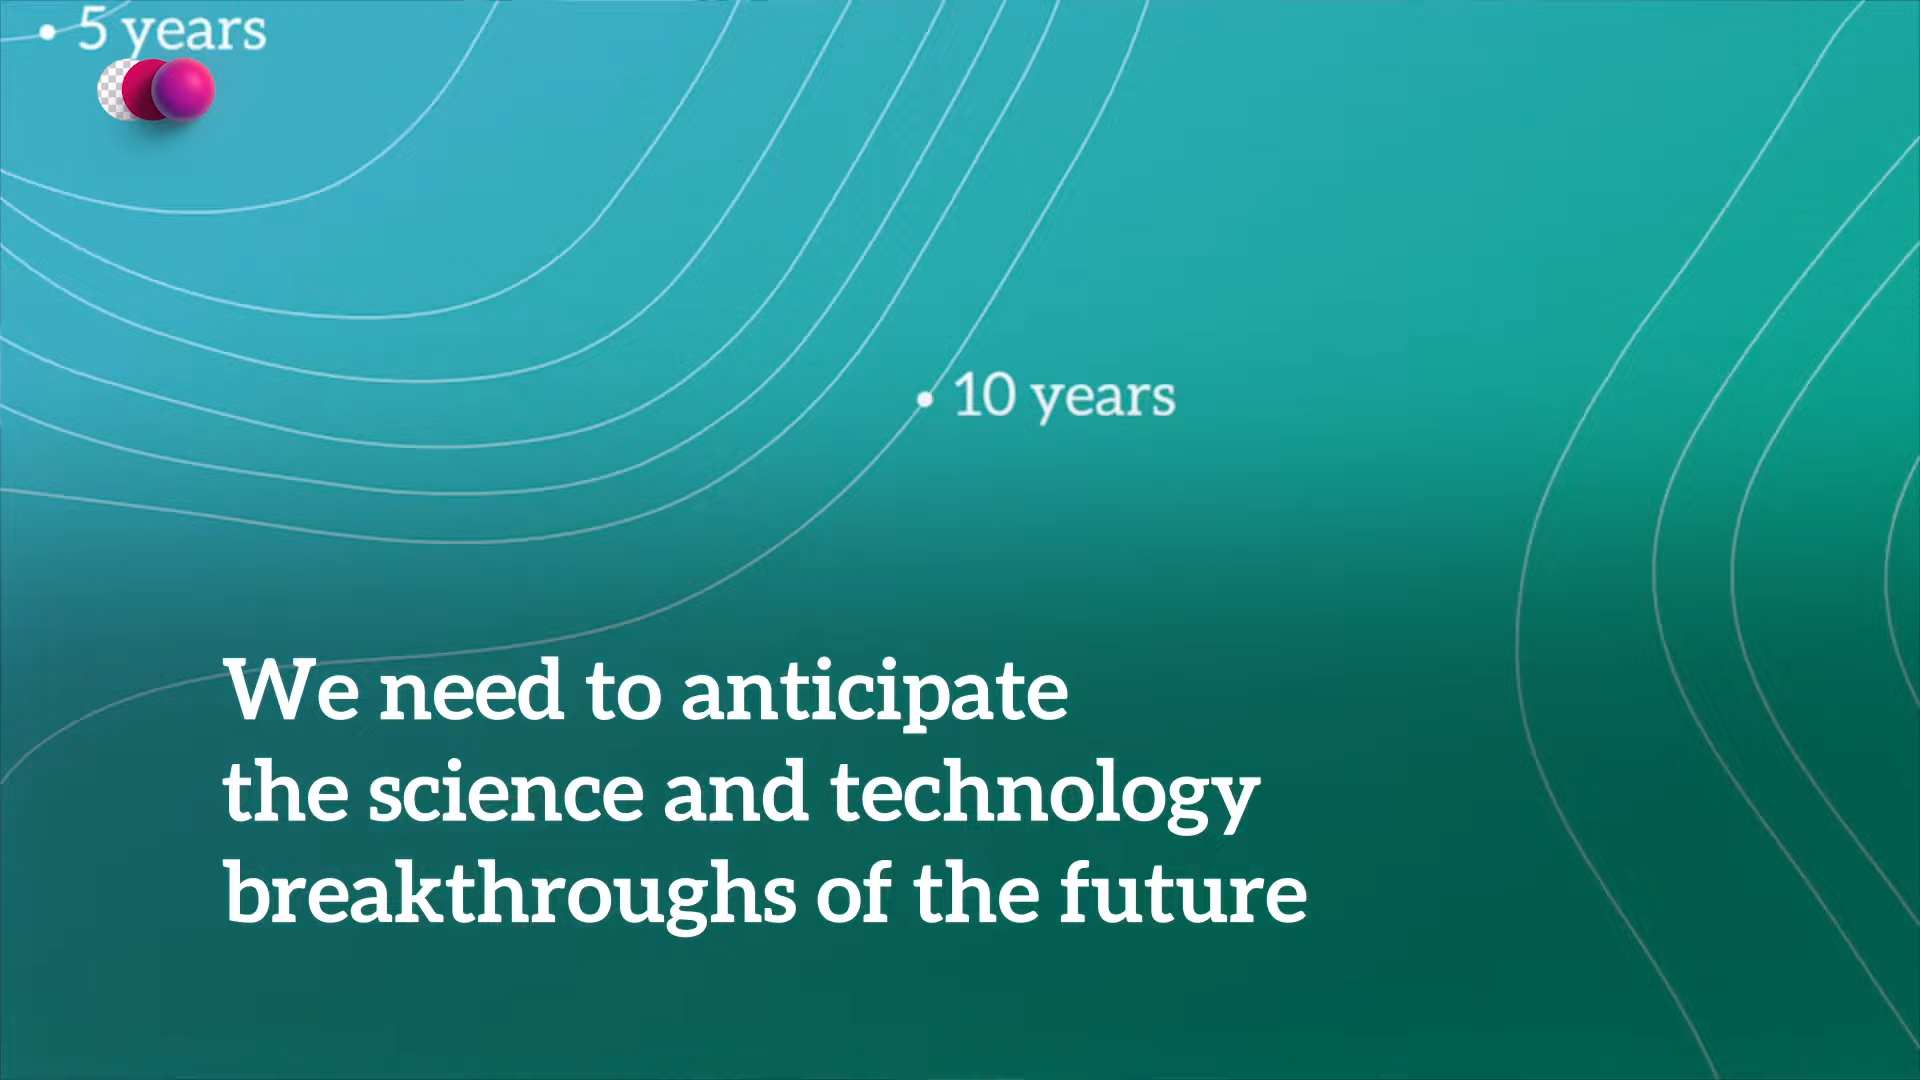 5 years
10 years
We need to anticipate
the science and technology
breakthroughs of the future